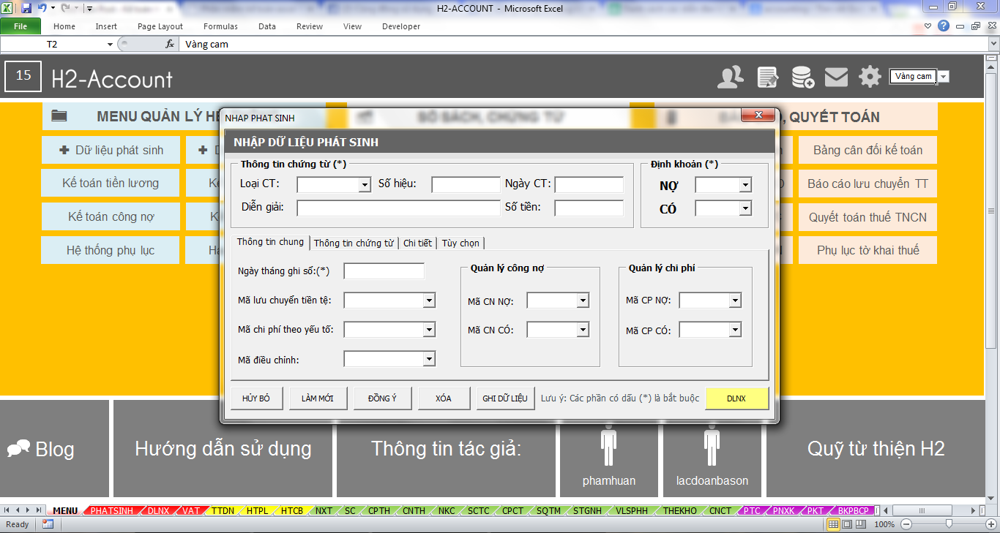 H2-ACCOUNT - Microsoft Excel
File Home Insert Page Layout Formulas Data Review View Developer
T2 fx Vàng cam
15 H2-Account Vàng cam
MENU QUẢN LÝ SỔ SÁCH, CHỨNG TỪ QUYẾT TOÁN
Dữ liệu phát sinh Bảng cân đối kế toán
Kế toán tiền lương Báo cáo lưu chuyển TT
Kế toán công nợ Quyết toán thuế TNCN
Hệ thống phụ lục Phụ lục tờ khai thuế
NHAP PHAT SINH
NHẬP DỮ LIỆU PHÁT SINH
Thông tin chứng từ (*) Định khoản (*)
Loại CT: Số hiệu: Ngày CT: NỢ
Diễn giải: Số tiền: CÓ
Thông tin chung Thông tin chứng từ Chi tiết Tùy chọn
Ngày tháng ghi sổ:(*) Quản lý công nợ Quản lý chi phí
Mã lưu chuyển tiền tệ: Mã CN NỢ: Mã CP NỢ:
Mã chi phí theo yếu tố: Mã CN CÓ: Mã CP CÓ:
Mã điều chỉnh:
HỦY BỎ LÀM MỚI ĐỒNG Ý XÓA GHI DỮ LIỆU Lưu ý: Các phần có dấu (*) là bắt buộc DLNX
Blog Hướng dẫn sử dụng Thông tin tác giả: phamhuan lacdoanbason Quỹ từ thiện H2
MENU PHATSINH DLNX VAT TTDN HTPL HTCB NXT SC CPTH CNTH NKC SCTC CPCT SQTM STGNH VLSPHH THEKHO CNCT PTC PNXK PKT BKPBCP
Ready 100%